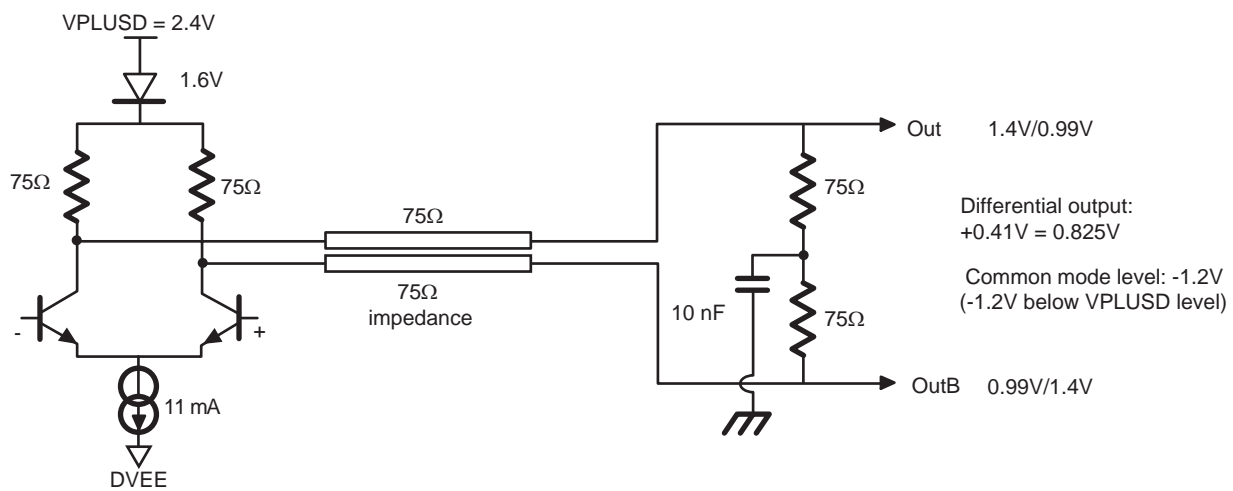 VPLUSD = 2.4V
1.6V
75Ω
75Ω
75Ω
75Ω
impedance
-
+
11 mA
DVEE
10 nF
75Ω
75Ω
Out 1.4V/0.99V
Differential output:
+0.41V = 0.825V
Common mode level: -1.2V
(-1.2V below VPLUSD level)
OutB 0.99V/1.4V